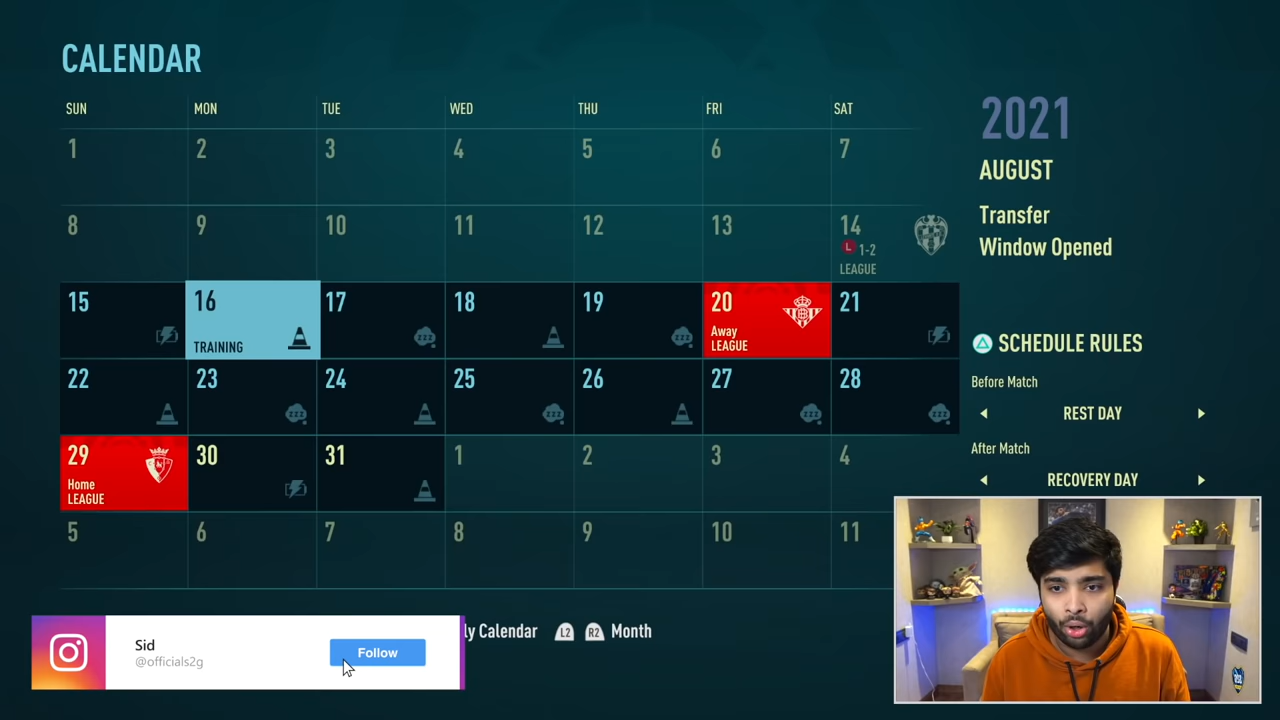 CALENDAR
SUN MON TUE WED THU FRI SAT
1 2 3 4 5 6 7
8 9 10 11 12 13 14
L 1-2
LEAGUE
15 16 17 18 19 20 21
TRAINING
Away
LEAGUE
22 23 24 25 26 27 28
29 30 31 1 2 3 4
Home
LEAGUE
5 6 7 8 9 10 11
2021
AUGUST
Transfer
Window Opened
SCHEDULE RULES
Before Match
REST DAY
After Match
RECOVERY DAY
ly Calendar L2 R2 Month
Sid
@officials2g
Follow